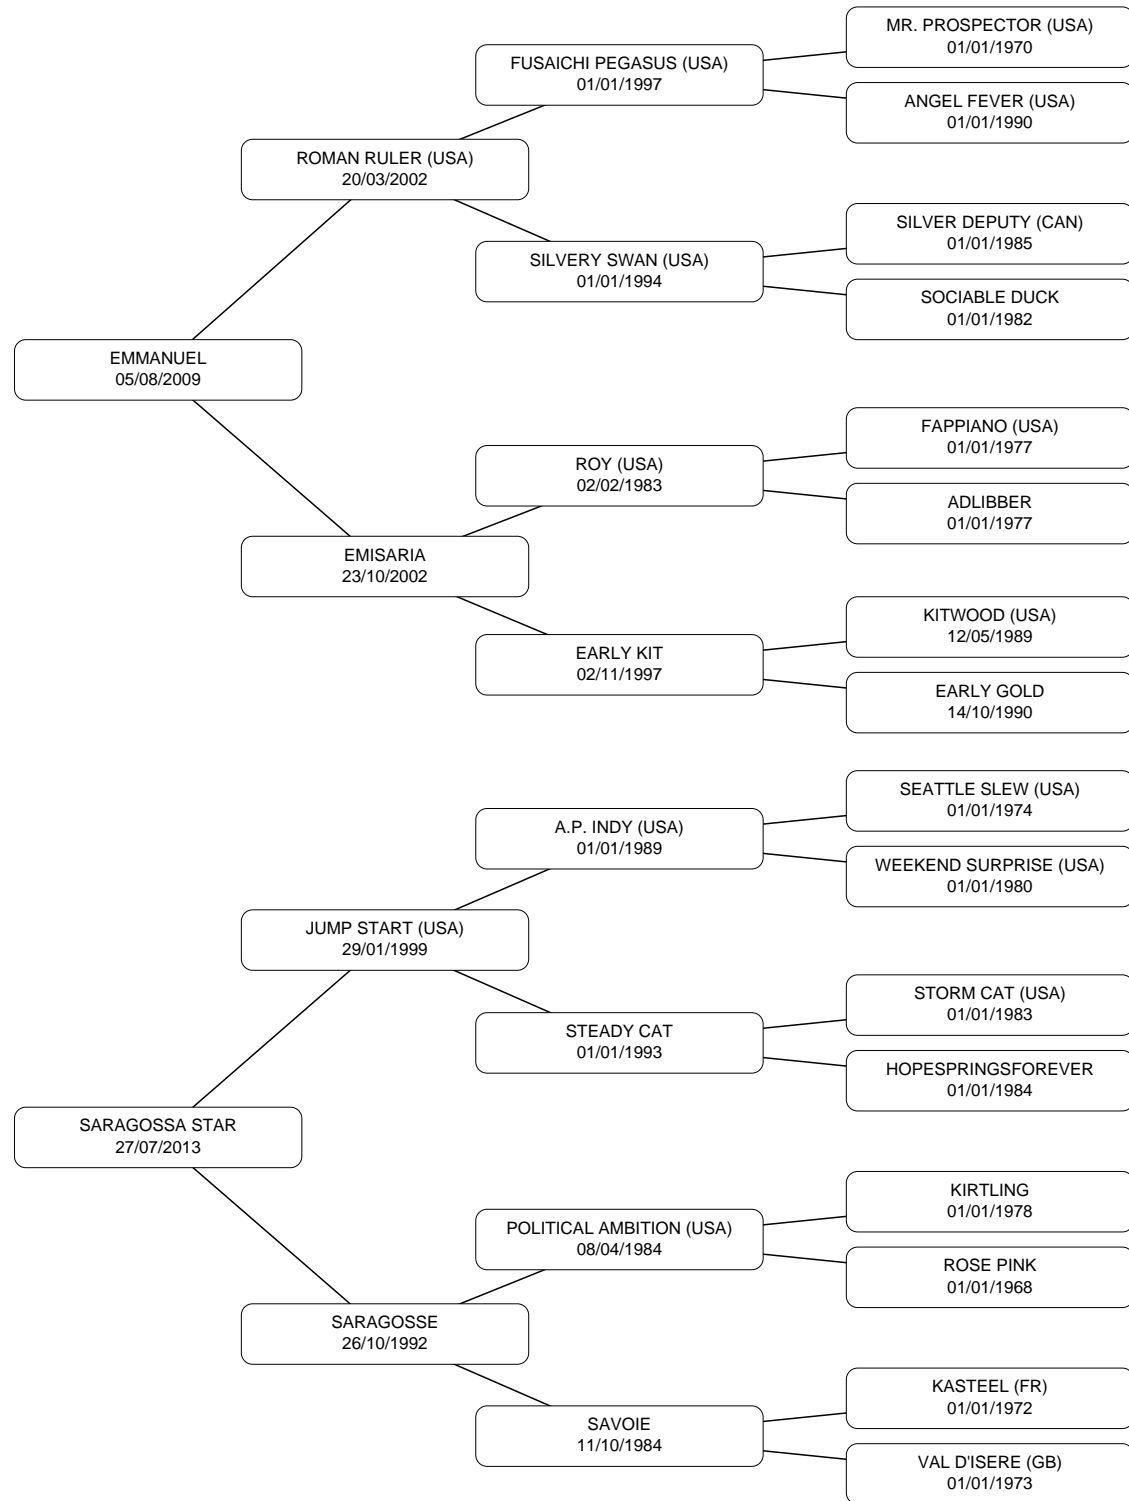 MR. PROSPECTOR (USA)
01/01/1970
FUSAICHI PEGASUS (USA)
01/01/1997
ANGEL FEVER (USA)
01/01/1990
ROMAN RULER (USA)
20/03/2002
SILVER DEPUTY (CAN)
01/01/1985
SILVERY SWAN (USA)
01/01/1994
SOCIABLE DUCK
01/01/1982
EMMANUEL
05/08/2009
FAPPIANO (USA)
01/01/1977
ROY (USA)
02/02/1983
ADLIBBER
01/01/1977
EMISARIA
23/10/2002
KITWOOD (USA)
12/05/1989
EARLY KIT
02/11/1997
EARLY GOLD
14/10/1990
SEATTLE SLEW (USA)
01/01/1974
A.P. INDY (USA)
01/01/1989
WEEKEND SURPRISE (USA)
01/01/1980
JUMP START (USA)
29/01/1999
STORM CAT (USA)
01/01/1983
STEADY CAT
01/01/1993
HOPESPRINGSFOREVER
01/01/1984
SARAGOSSA STAR
27/07/2013
KIRTLING
01/01/1978
POLITICAL AMBITION (USA)
08/04/1984
ROSE PINK
01/01/1968
SARAGOSSE
26/10/1992
KASTEEL (FR)
01/01/1972
SAVOIE
11/10/1984
VAL D'ISERE (GB)
01/01/1973